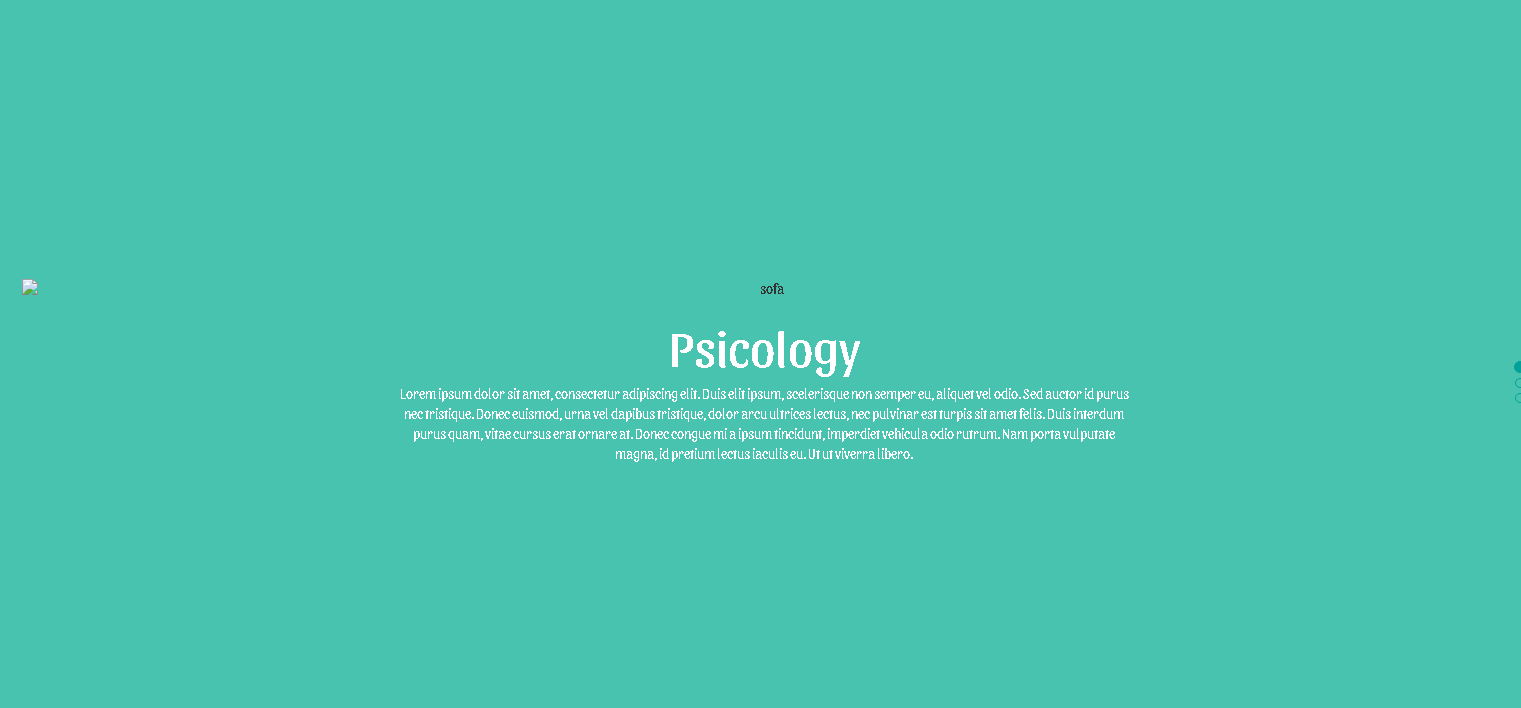 sofa
Psicology
Lorem ipsum dolor sit amet, consectetur adipiscing elit. Duis elit ipsum, scelerisque non semper eu, aliquet vel odio. Sed auctor id purus
nec tristique. Donec euismod, urna vel dapibus tristique, dolor arcu ultrices lectus, nec pulvinar est turpis sit amet felis. Duis interdum
purus quam, vitae cursus erat ornare at. Donec congue mi a ipsum tincidunt, imperdiet vehicula odio rutrum. Nam porta vulputate
magna, id pretium lectus iaculis eu. Ut ut viverra libero.